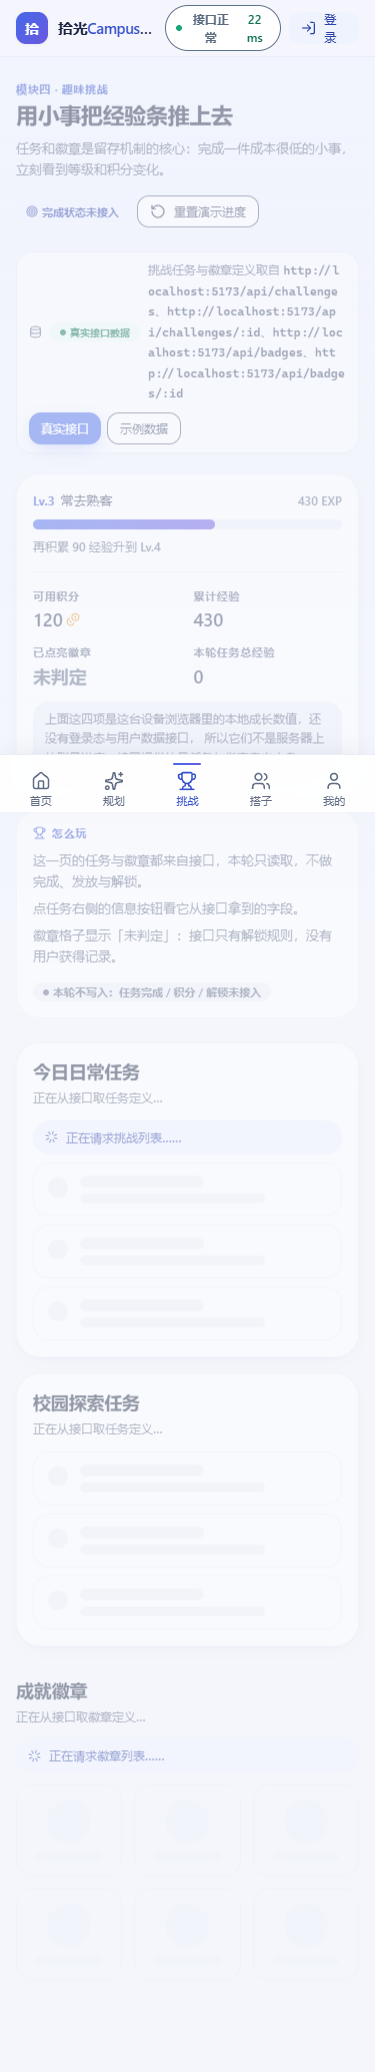 拾
拾光Campus...
接口正常
22 ms
登录
模块四 · 趣味挑战
用小事把经验条推上去
任务和徽章是留存机制的核心：完成一件成本很低的小事，
立刻看到等级和积分变化。
完成状态未接入
重置演示进度
真实接口数据
挑战任务与徽章定义取自 http://l
ocalhost:5173/api/challenge
s、http://localhost:5173/ap
i/challenges/:id、http://loc
alhost:5173/api/badges、htt
p://localhost:5173/api/badge
s/:id
真实接口
示例数据
Lv.3 常去熟客
430 EXP
再积累 90 经验升到 Lv.4
可用积分
累计经验
120
430
已点亮徽章
本轮任务总经验
未判定
0
上面这四项是这台设备浏览器里的本地成长数值，还
没有登录态与用户数据接口，所以它们不是服务器上
首页
规划
挑战
搭子
我的
怎么玩
这一页的任务与徽章都来自接口，本轮只读取，不做
完成、发放与解锁。
点任务右侧的信息按钮看它从接口拿到的字段。
徽章格子显示「未判定」：接口只有解锁规则，没有
用户获得记录。
本轮不写入：任务完成 / 积分 / 解锁未接入
今日日常任务
正在从接口取任务定义...
正在请求挑战列表......
校园探索任务
正在从接口取任务定义...
成就徽章
正在从接口取徽章定义...
正在请求徽章列表......